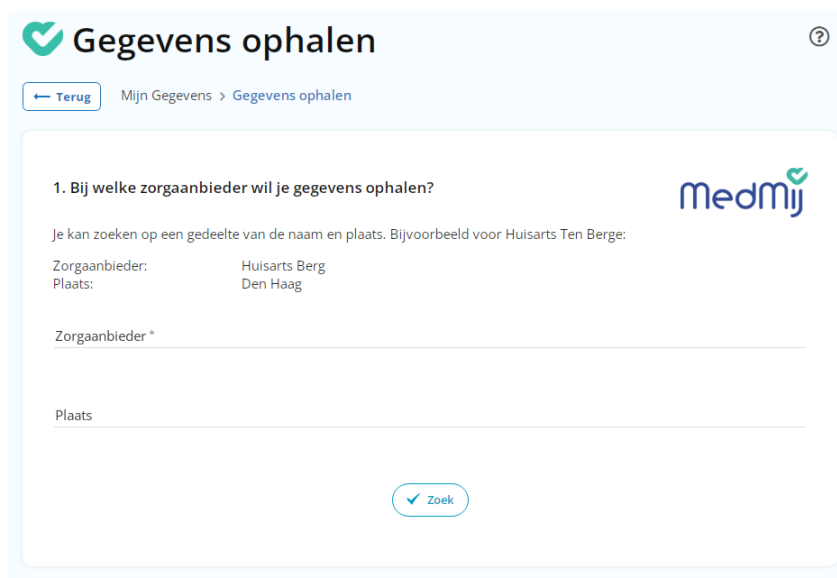 Gegevens ophalen
?
← Terug Mijn Gegevens > Gegevens ophalen
1. Bij welke zorgaanbieder wil je gegevens ophalen?
MedMij
Je kan zoeken op een gedeelte van de naam en plaats. Bijvoorbeeld voor Huisarts Ten Berge:
Zorgaanbieder: Huisarts Berg
Plaats: Den Haag
Zorgaanbieder *
Plaats
Zoek